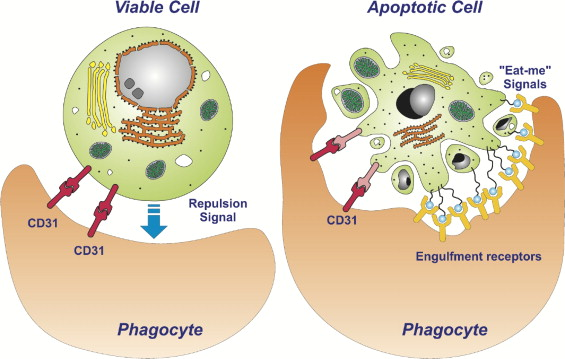 Viable Cell
Apoptotic Cell
"Eat-me"
Signals
Repulsion
Signal
CD31
CD31
CD31
Engulfment receptors
Phagocyte
Phagocyte